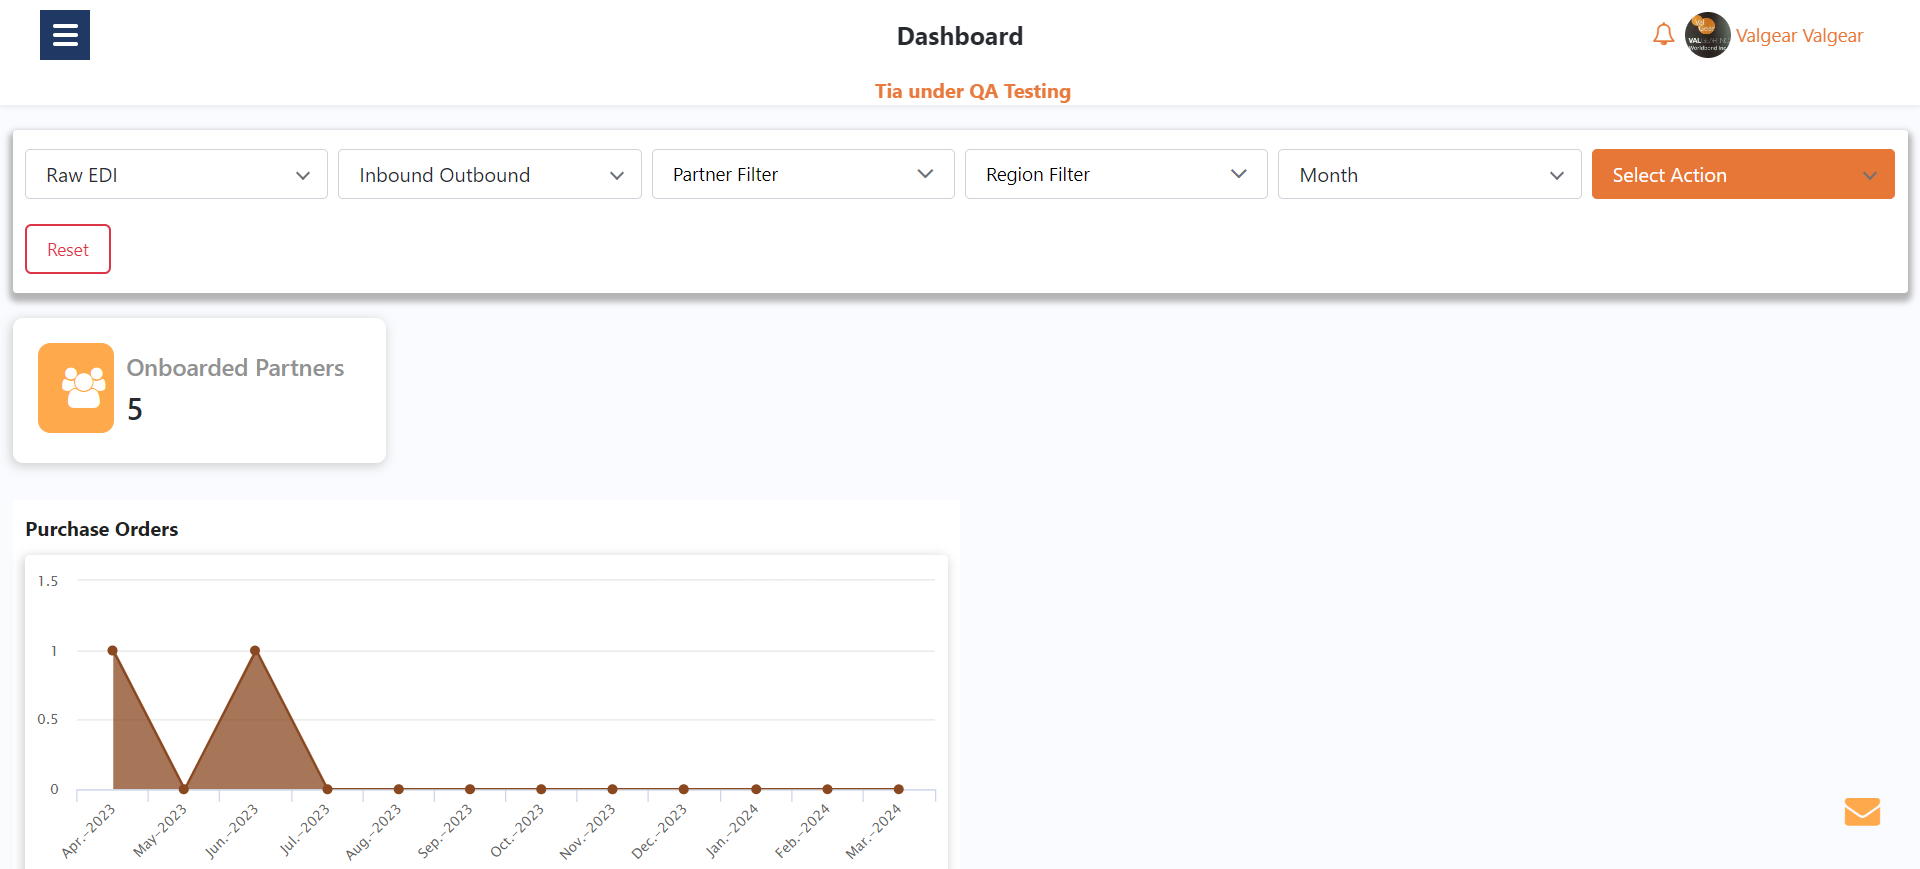 Dashboard
Valgear Valgear
Tia under QA Testing
Raw EDI
Inbound Outbound
Partner Filter
Region Filter
Month
Select Action
Reset
Onboarded Partners
5
Purchase Orders
1.5
1
0.5
0
Apr.-2023
May-2023
Jun.-2023
Jul.-2023
Aug.-2023
Sep.-2023
Oct.-2023
Nov.-2023
Dec.-2023
Jan.-2024
Feb.-2024
Mar.-2024